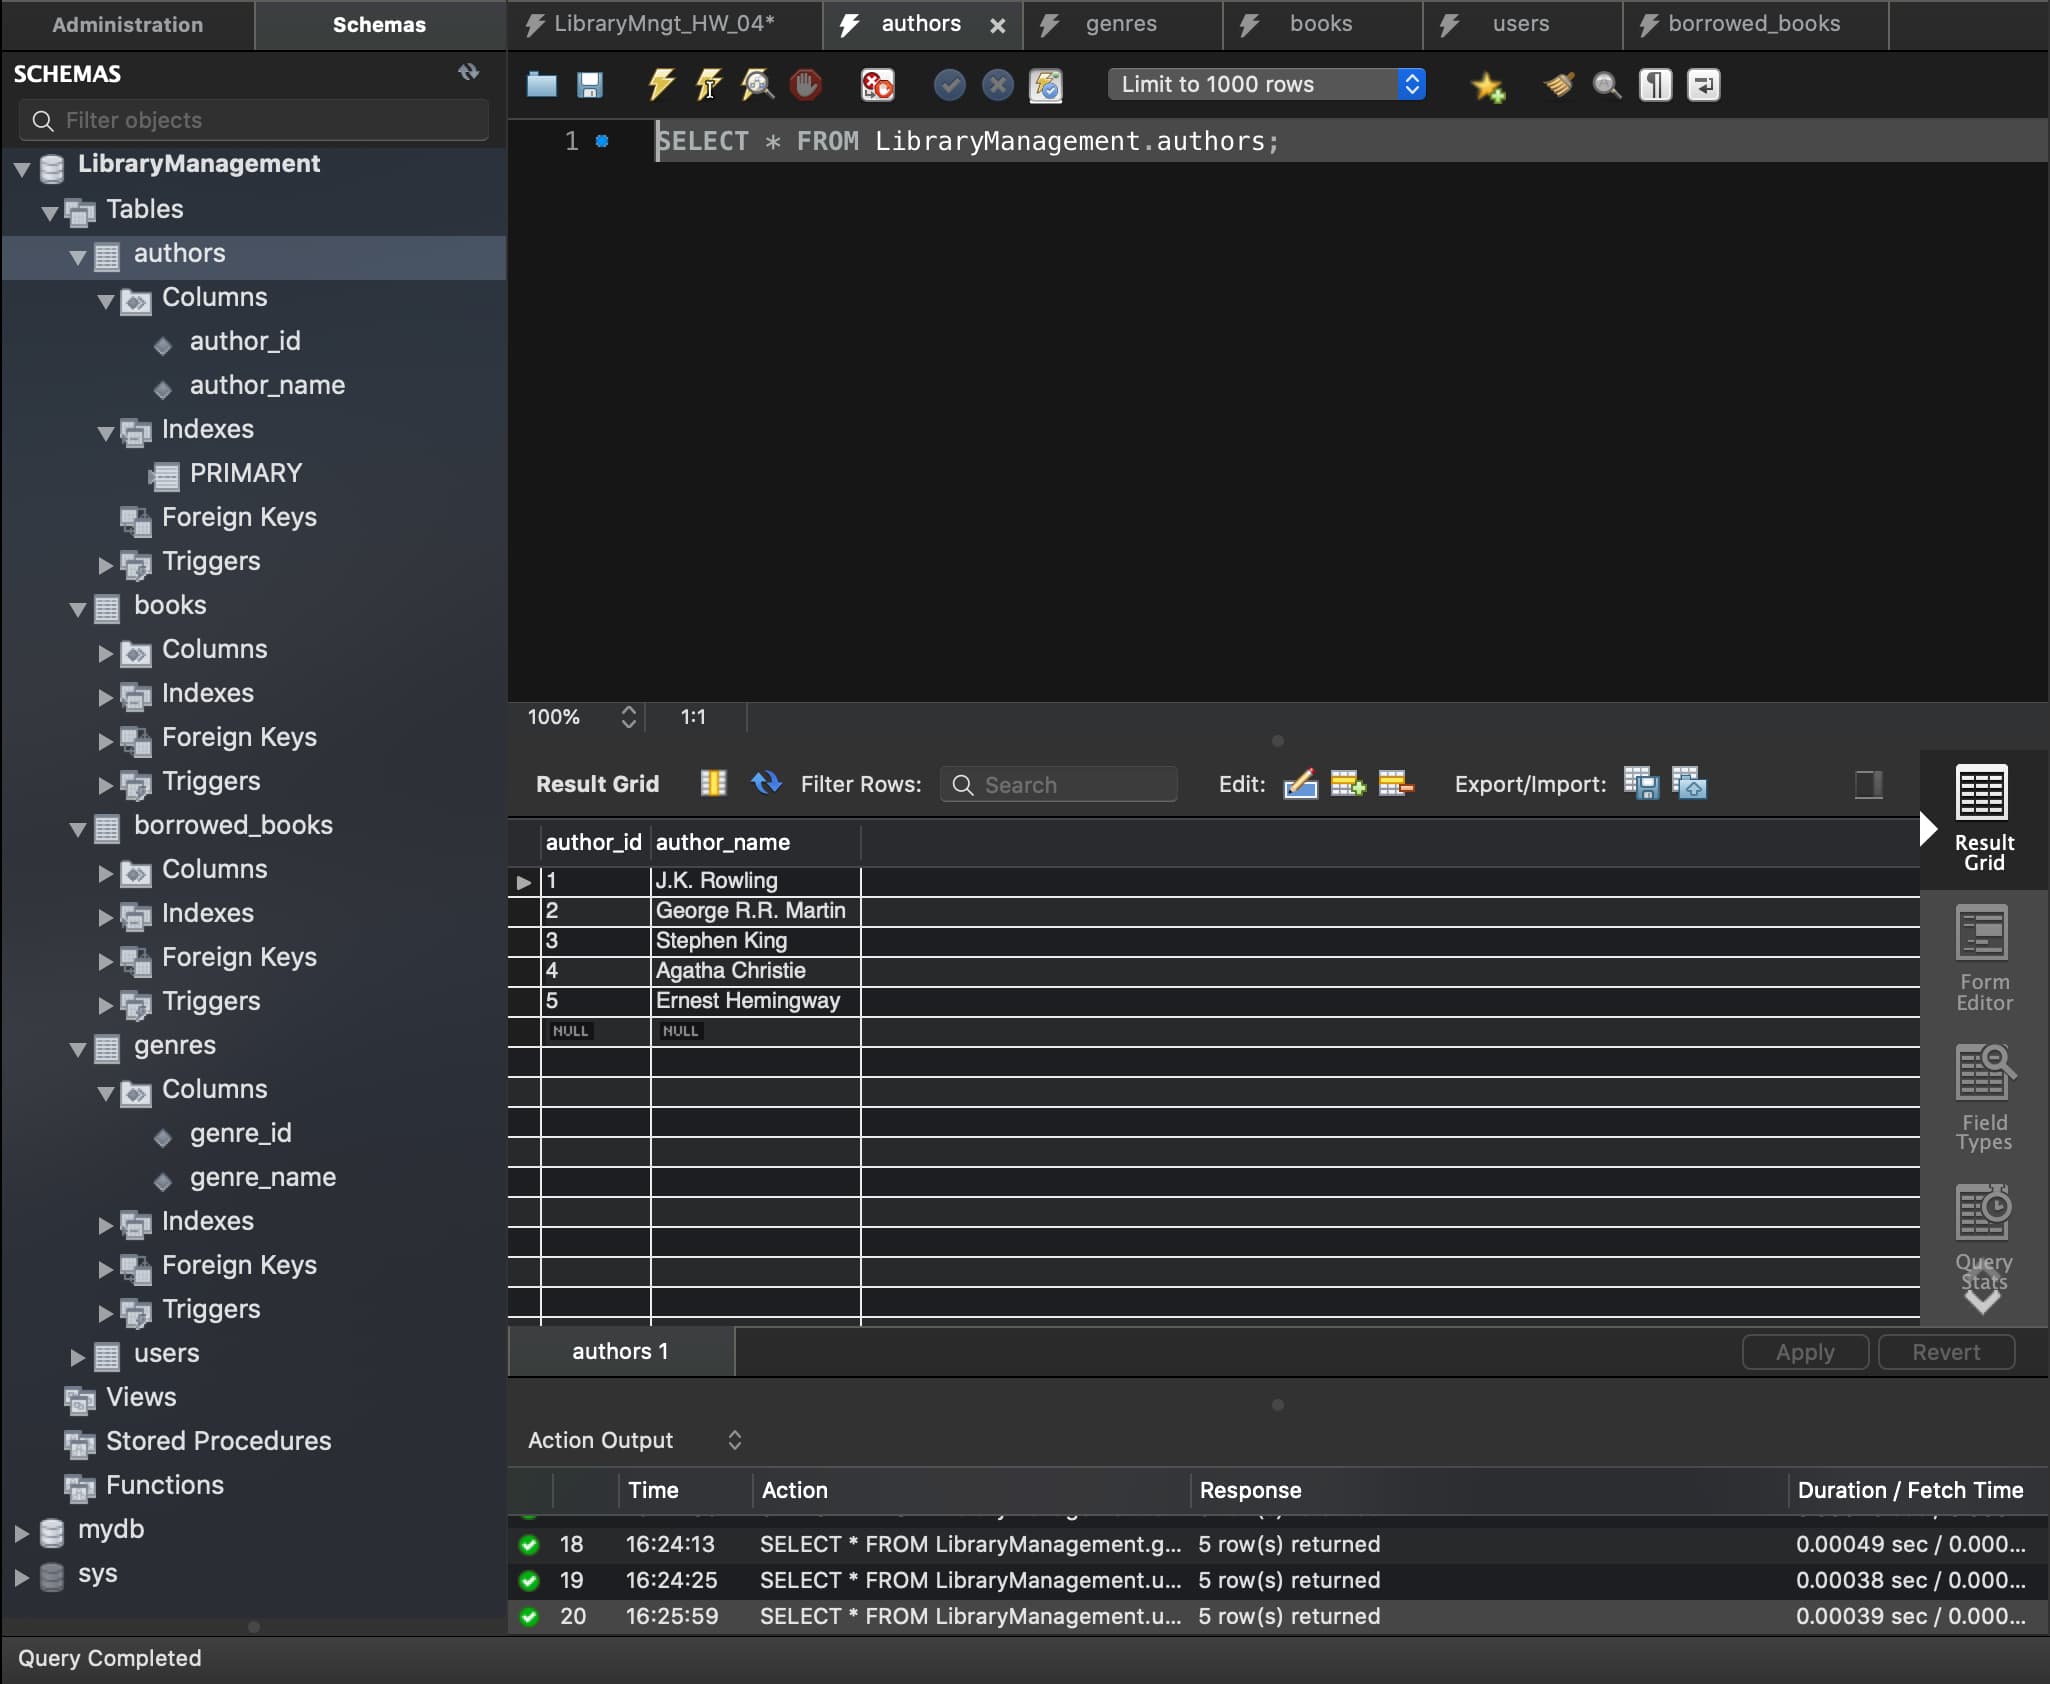 Administration Schemas
LibraryMngt_HW_04* authors genres books users borrowed_books
SCHEMAS
Filter objects
Limit to 1000 rows
1 SELECT * FROM LibraryManagement.authors;
LibraryManagement
Tables
authors
Columns
author_id
author_name
Indexes
PRIMARY
Foreign Keys
Triggers
books
Columns
Indexes
Foreign Keys
Triggers
borrowed_books
Columns
Indexes
Foreign Keys
Triggers
genres
Columns
genre_id
genre_name
Indexes
Foreign Keys
Triggers
users
Views
Stored Procedures
Functions
mydb
sys
100% 1:1
Result Grid Filter Rows: Search Edit: Export/Import:
author_id author_name
1 J.K. Rowling
2 George R.R. Martin
3 Stephen King
4 Agatha Christie
5 Ernest Hemingway
NULL NULL
Result
Grid
Form
Editor
Field
Types
Query
Stats
authors 1 Apply Revert
Action Output
Time Action Response Duration / Fetch Time
18 16:24:13 SELECT * FROM LibraryManagement.g... 5 row(s) returned 0.00049 sec / 0.000...
19 16:24:25 SELECT * FROM LibraryManagement.u... 5 row(s) returned 0.00038 sec / 0.000...
20 16:25:59 SELECT * FROM LibraryManagement.u... 5 row(s) returned 0.00039 sec / 0.000...
Query Completed